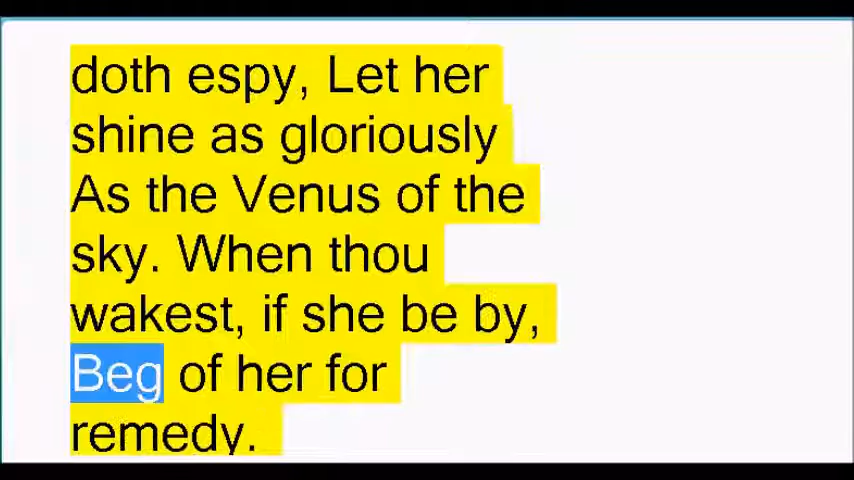 doth espy, Let her
shine as gloriously
As the Venus of the
sky. When thou
wakest, if she be by,
Beg of her for
remedy.